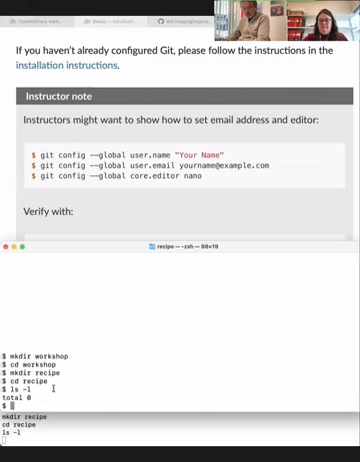 If you haven't already configured Git, please follow the instructions in the
installation instructions.
Instructor note
Instructors might want to show how to set email address and editor:
$ git config --global user.name "Your Name"
$ git config --global user.email yourname@example.com
$ git config --global core.editor nano
Verify with:
recipe — -zsh — 88×19
$ mkdir workshop
$ cd workshop
$ mkdir recipe
$ cd recipe
$ ls -l
total 0
$
mkdir recipe
cd recipe
ls -l